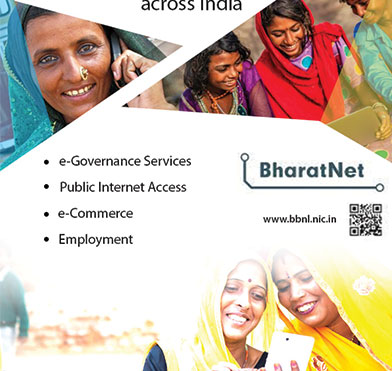 across India
e-Governance Services
Public Internet Access
e-Commerce
Employment
BharatNet
www.bbnl.nic.in